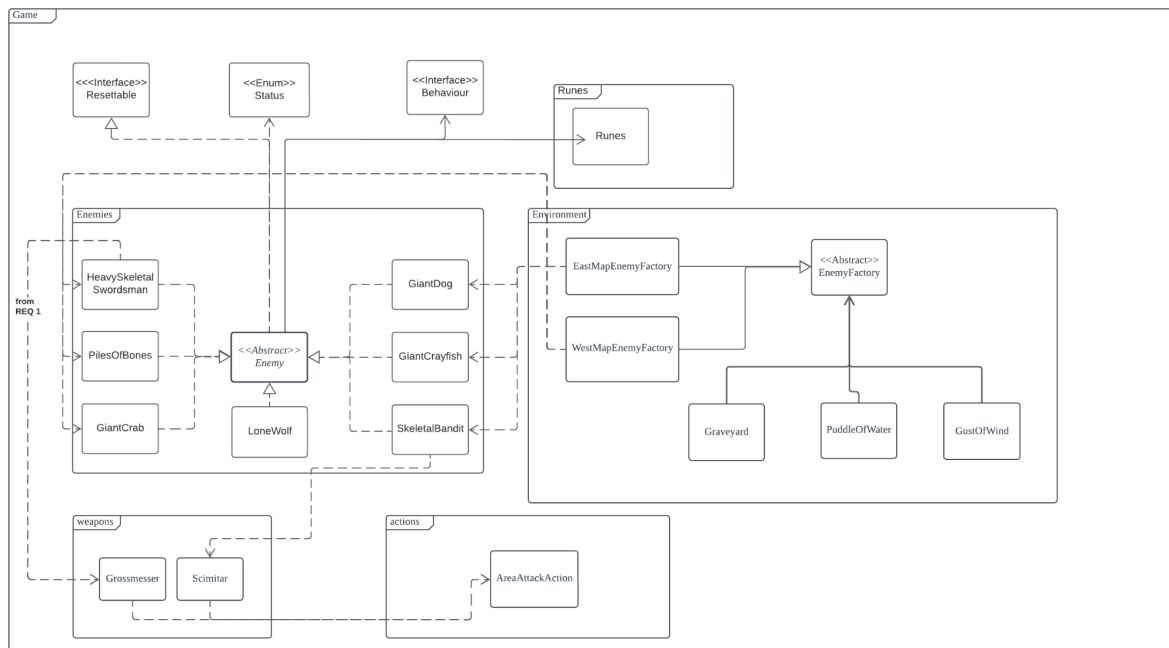 Game
<<<Interface>>
Resettable
<<Enum>>
Status
<<Interface>>
Behaviour
Runes
Runes
Enemies
HeavySkeletal
Swordsman
PilesOfBones
GiantCrab
<<Abstract>>
Enemy
LoneWolf
GiantDog
GiantCrayfish
SkeletalBandit
from
REQ 1
Environment
EastMapEnemyFactory
WestMapEnemyFactory
<<Abstract>>
EnemyFactory
Graveyard
PuddleOfWater
GustOfWind
weapons
Grossmesser
Scimitar
actions
AreaAttackAction